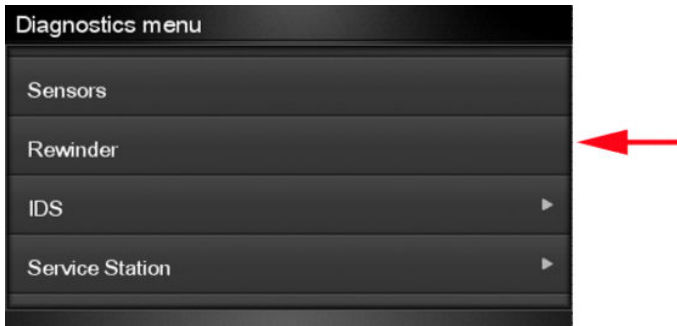 Diagnostics menu
Sensors
Rewinder
IDS
Service Station